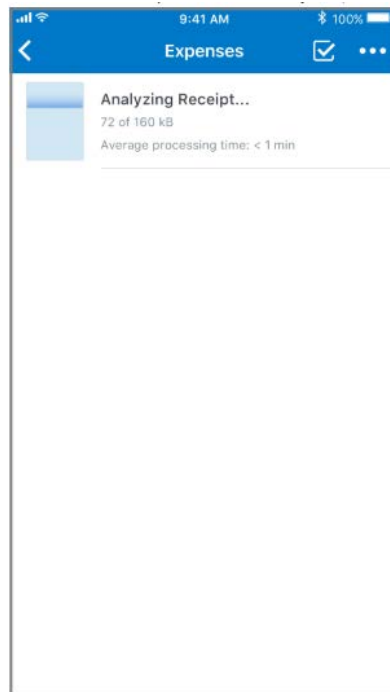 9:41 AM 100%
Expenses
Analyzing Receipt...
72 of 160 kB
Average processing time: < 1 min